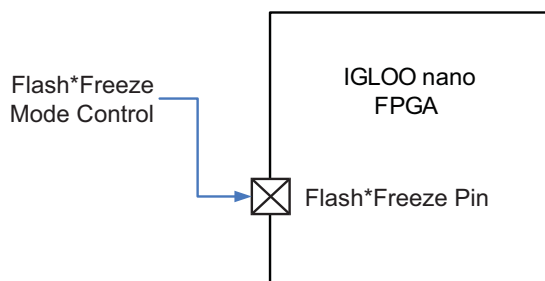 Flash*Freeze
Mode Control
IGLOO nano
FPGA
Flash*Freeze Pin